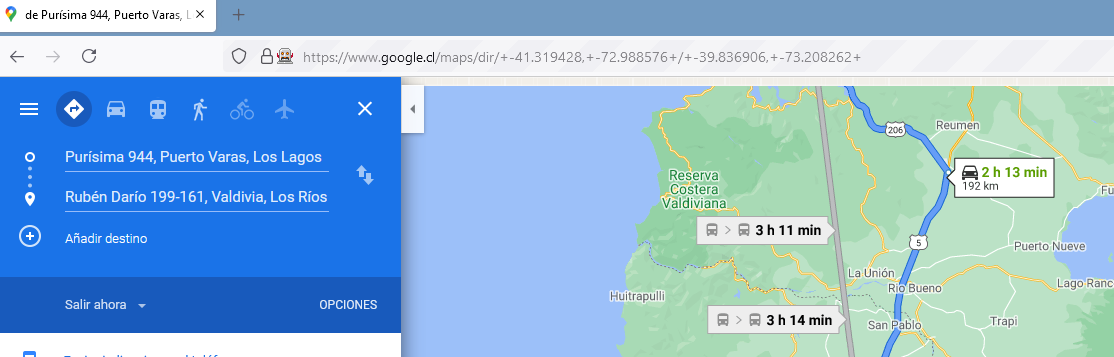 de Purísima 944, Puerto Varas, L
https://www.google.cl/maps/dir/+-41.319428,+-72.988576+/+-39.836906,+-73.208262+
Purísima 944, Puerto Varas, Los Lagos
Rubén Darío 199-161, Valdivia, Los Ríos
Añadir destino
Salir ahora
OPCIONES
206
Reumen
2 h 13 min
192 km
Reserva
Costera
Valdiviana
3 h 11 min
5
Puerto Nueve
La Unión
Río Bueno
Lago Ranc
Huitrapulli
3 h 14 min
San Pablo
Trapi